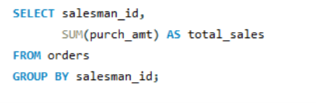 SELECT salesman_id,
SUM(purch_amt) AS total_sales
FROM orders
GROUP BY salesman_id;